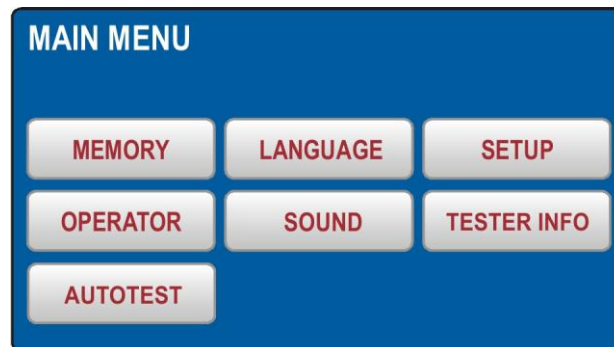 MAIN MENU
MEMORY LANGUAGE SETUP
OPERATOR SOUND TESTER INFO
AUTOTEST